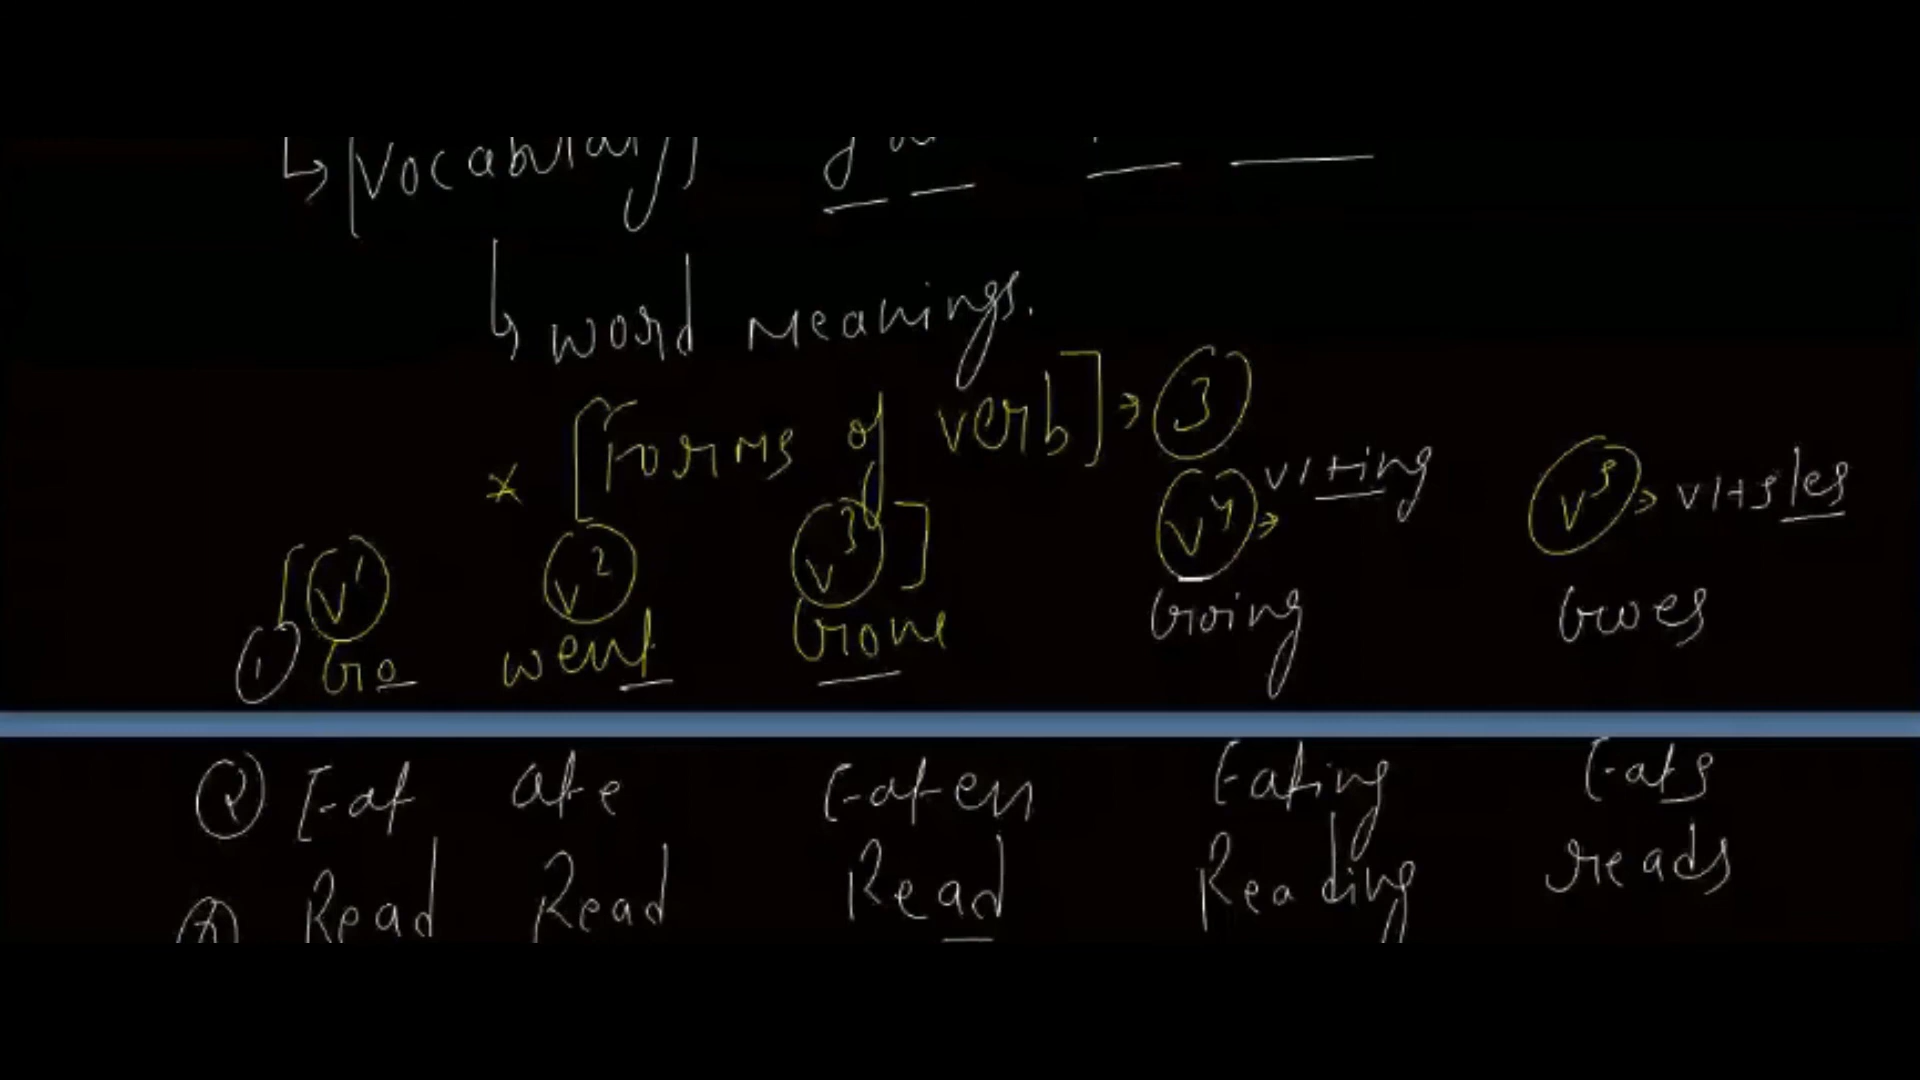 ↳ Vocabulary
↳ word Meanings.
* [Forms of verb] → 3
[V1 V2 V3] V4 → V1+ing V5 → V1+s/es
① Go went Gone Going Goes
② Eat ate Eaten Eating Eats
Read Read Read Reading reads